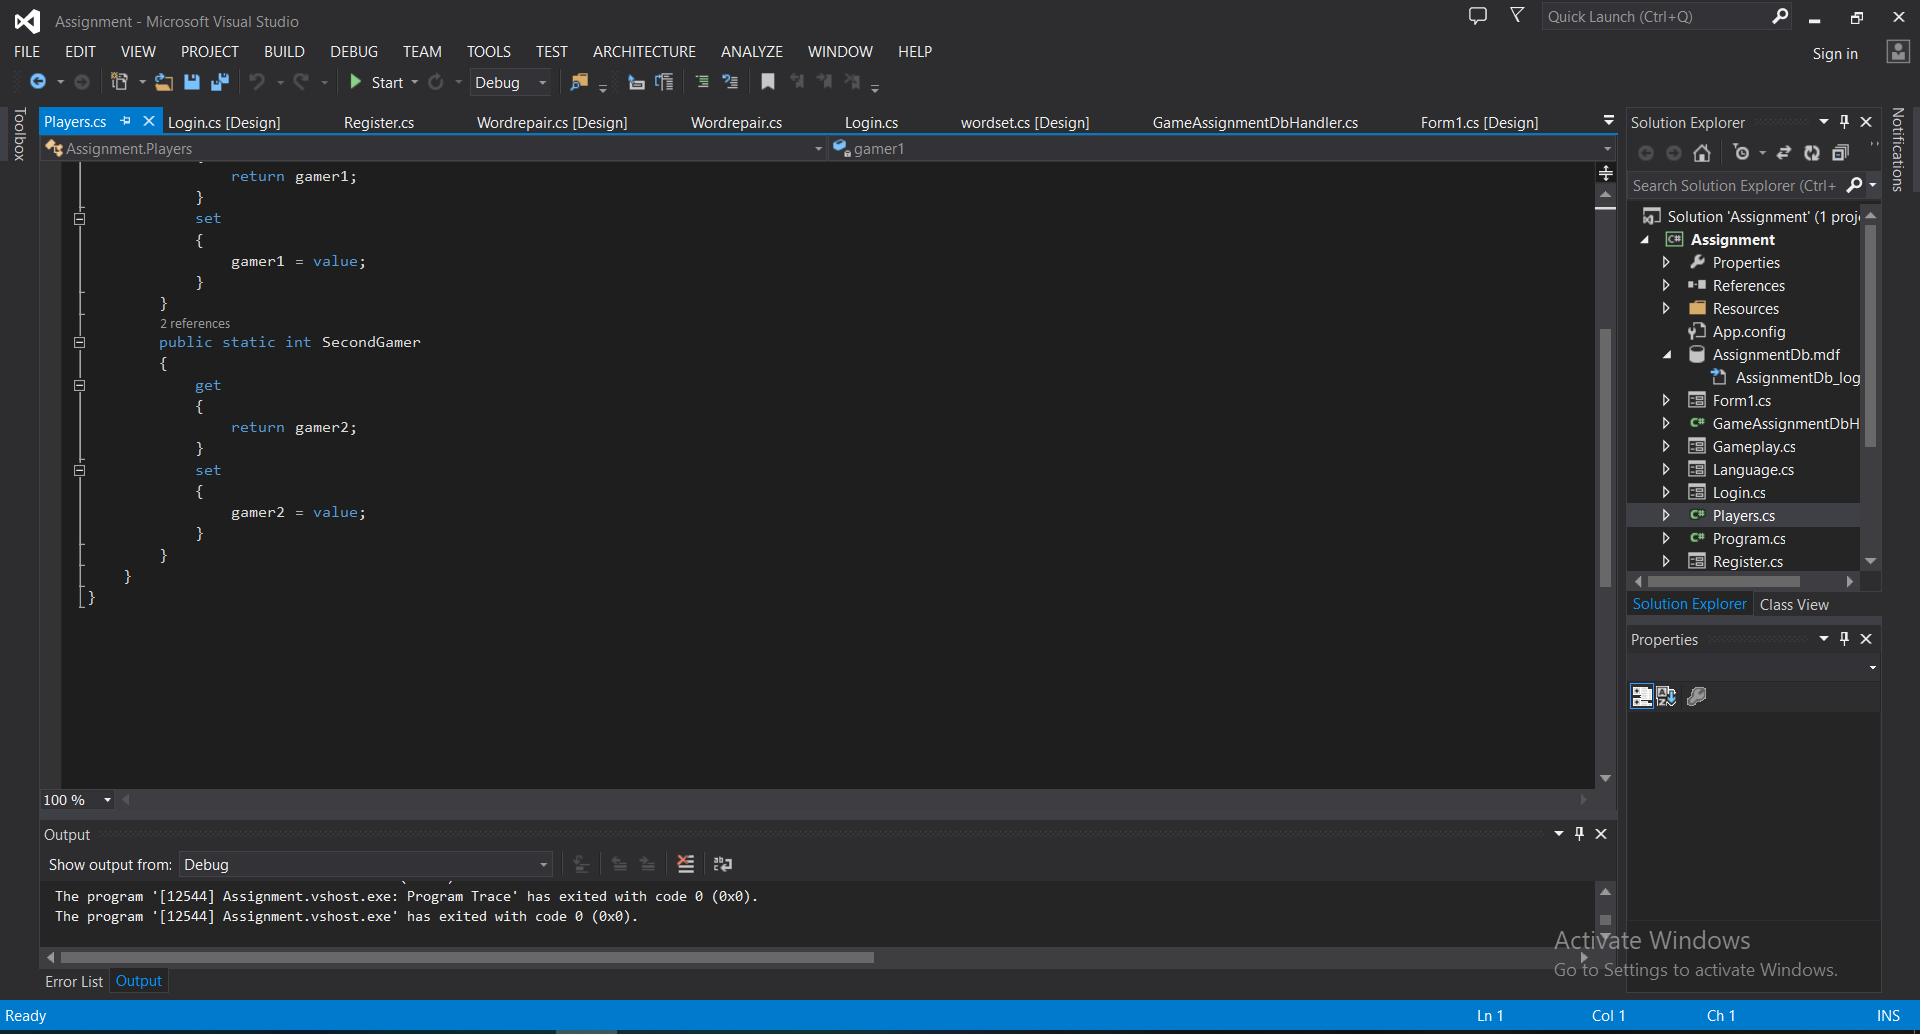 Assignment - Microsoft Visual Studio
Quick Launch (Ctrl+Q)
FILE EDIT VIEW PROJECT BUILD DEBUG TEAM TOOLS TEST ARCHITECTURE ANALYZE WINDOW HELP
Sign in
Start Debug
Toolbox
Players.cs Login.cs [Design] Register.cs Wordrepair.cs [Design] Wordrepair.cs Login.cs wordset.cs [Design] GameAssignmentDbHandler.cs Form1.cs [Design]
Assignment.Players gamer1
return gamer1;
}
set
{
gamer1 = value;
}
}
2 references
public static int SecondGamer
{
get
{
return gamer2;
}
set
{
gamer2 = value;
}
}
}
}
100 %
Output
Show output from: Debug
The program '[12544] Assignment.vshost.exe: Program Trace' has exited with code 0 (0x0).
The program '[12544] Assignment.vshost.exe' has exited with code 0 (0x0).
Error List Output
Solution Explorer
Search Solution Explorer (Ctrl+
Solution 'Assignment' (1 proj
C# Assignment
Properties
References
Resources
App.config
AssignmentDb.mdf
AssignmentDb_log
Form1.cs
C# GameAssignmentDbH
Gameplay.cs
Language.cs
Login.cs
C# Players.cs
C# Program.cs
Register.cs
Solution Explorer Class View
Properties
Notifications
Activate Windows
Go to Settings to activate Windows.
Ready Ln 1 Col 1 Ch 1 INS